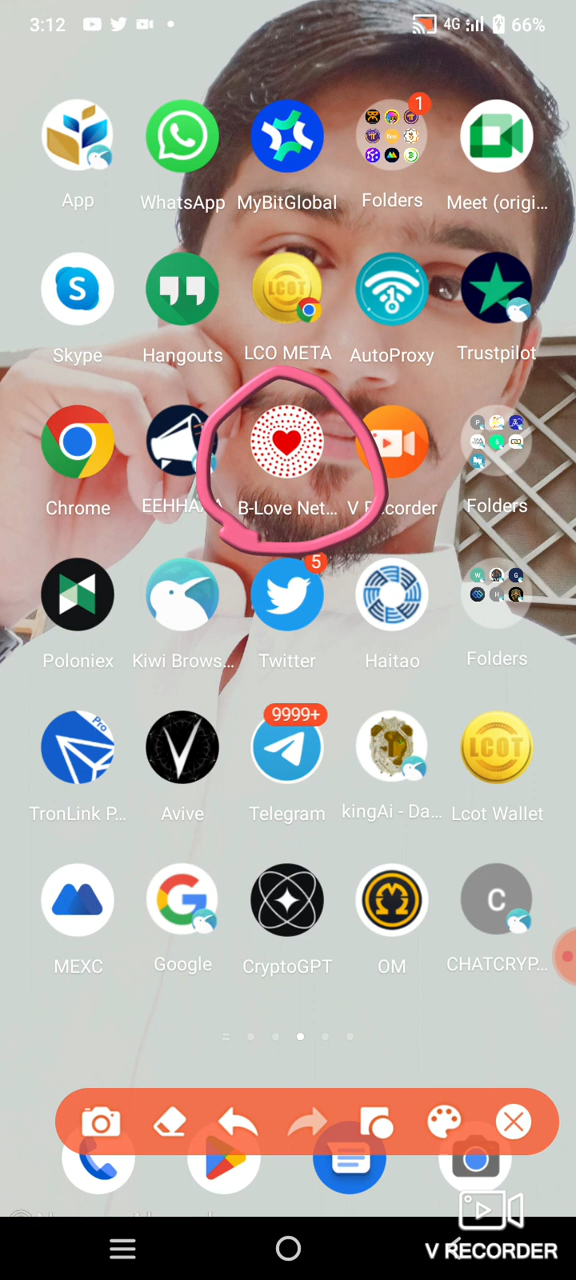 3:12 4G 66%
1
App WhatsApp MyBitGlobal Folders Meet (origi...
LCOT
Skype Hangouts LCO META AutoProxy Trustpilot
Chrome B-Love Net... Folders
5
Poloniex Kiwi Brows... Twitter Haitao Folders
Pro 9999+ LCOT
TronLink P... Avive Telegram kingAi - Da... Lcot Wallet
C
MEXC Google CryptoGPT OM CHATCRYP...
V RECORDER